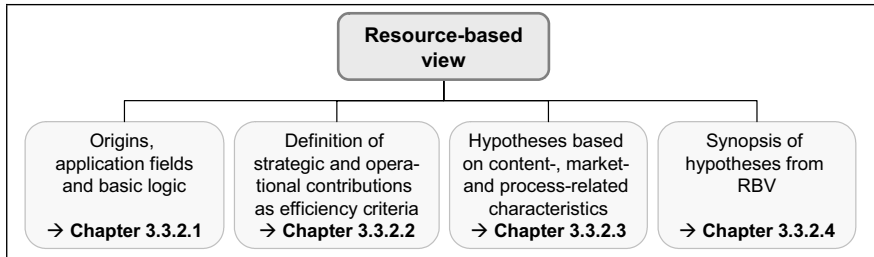 Resource-based
view
Origins,
application fields
and basic logic
→ Chapter 3.3.2.1
Definition of
strategic and opera-
tional contributions
as efficiency criteria
→ Chapter 3.3.2.2
Hypotheses based
on content-, market-
and process-related
characteristics
→ Chapter 3.3.2.3
Synopsis of
hypotheses from
RBV
→ Chapter 3.3.2.4